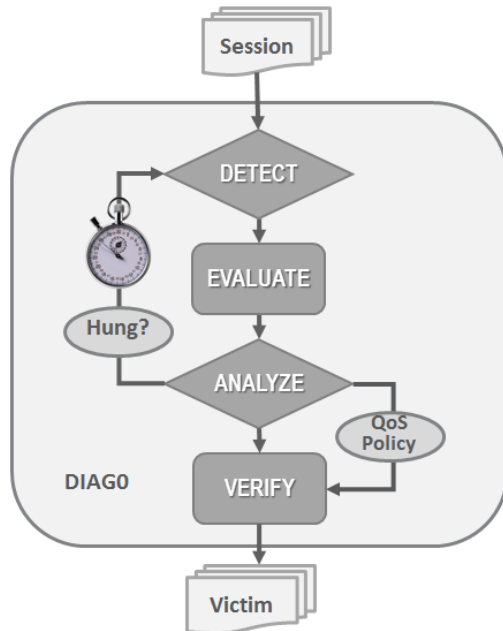 Session
DETECT
EVALUATE
Hung?
ANALYZE
QoS
Policy
DIAG0
VERIFY
Victim